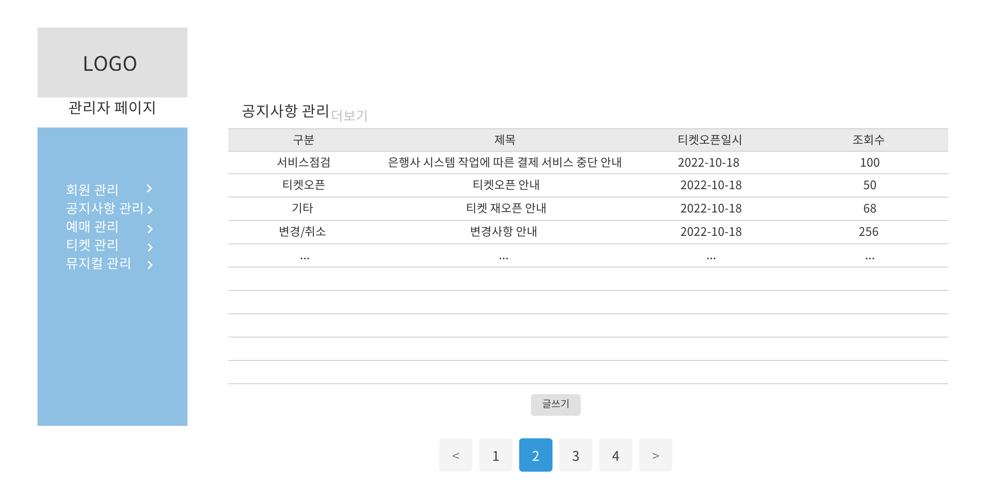 LOGO
관리자 페이지
회원 관리
공지사항 관리
예매 관리
티켓 관리
뮤지컬 관리
공지사항 관리 더보기
구분 제목 티켓오픈일시 조회수
서비스점검 은행사 시스템 작업에 따른 결제 서비스 중단 안내 2022-10-18 100
티켓오픈 티켓오픈 안내 2022-10-18 50
기타 티켓 재오픈 안내 2022-10-18 68
변경/취소 변경사항 안내 2022-10-18 256
... ... ... ...
글쓰기
< 1 2 3 4 >